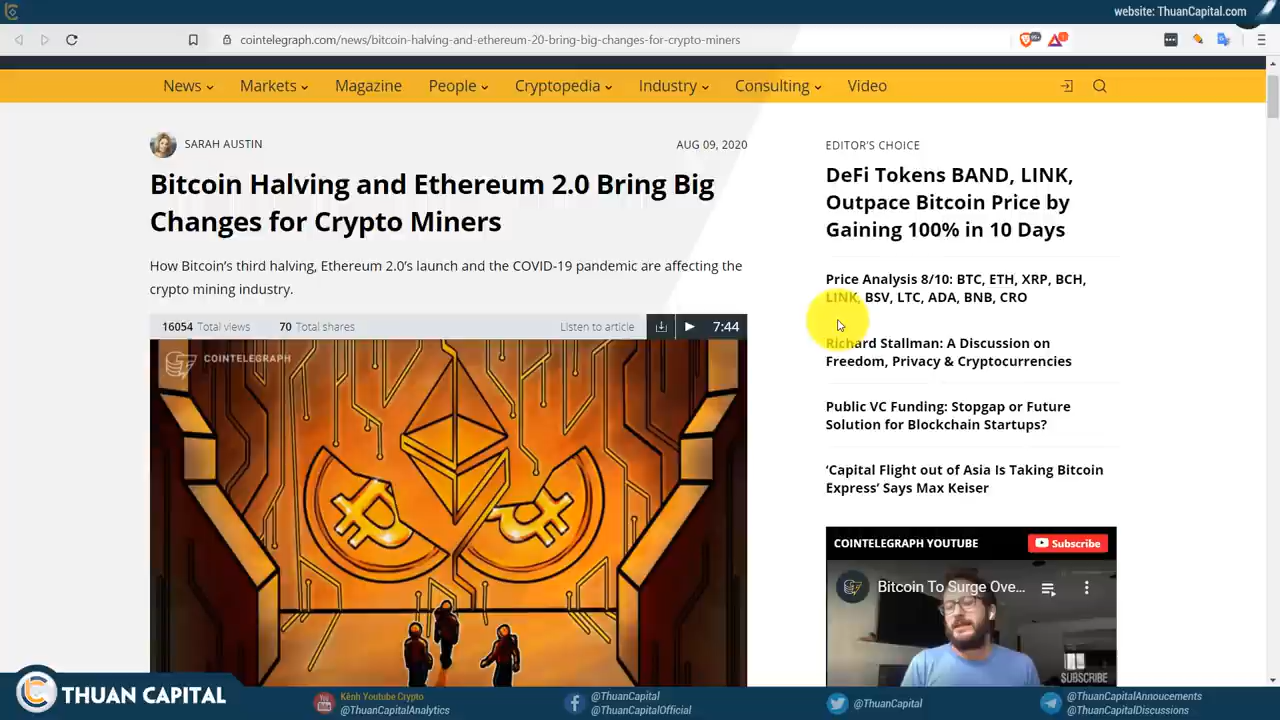 website: ThuanCapital.com
cointelegraph.com/news/bitcoin-halving-and-ethereum-20-bring-big-changes-for-crypto-miners
99+
News
Markets
Magazine
People
Cryptopedia
Industry
Consulting
Video
SARAH AUSTIN
AUG 09, 2020
Bitcoin Halving and Ethereum 2.0 Bring Big
Changes for Crypto Miners
How Bitcoin's third halving, Ethereum 2.0's launch and the COVID-19 pandemic are affecting the
crypto mining industry.
16054 Total views
70 Total shares
Listen to article
7:44
COINTELEGRAPH
EDITOR'S CHOICE
DeFi Tokens BAND, LINK,
Outpace Bitcoin Price by
Gaining 100% in 10 Days
Price Analysis 8/10: BTC, ETH, XRP, BCH,
LINK, BSV, LTC, ADA, BNB, CRO
Richard Stallman: A Discussion on
Freedom, Privacy & Cryptocurrencies
Public VC Funding: Stopgap or Future
Solution for Blockchain Startups?
‘Capital Flight out of Asia Is Taking Bitcoin
Express’ Says Max Keiser
COINTELEGRAPH YOUTUBE
Subscribe
Bitcoin To Surge Ove...
SUBSCRIBE
THUAN CAPITAL
Kênh Youtube Crypto
@ThuanCapitalAnalytics
@ThuanCapital
@ThuanCapitalOfficial
@ThuanCapital
@ThuanCapitalAnnoucements
@ThuanCapitalDiscussions